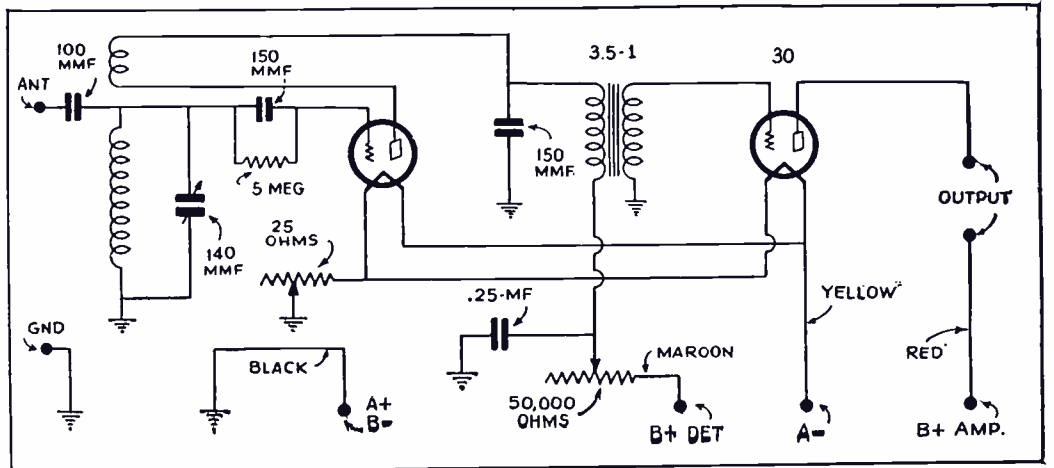 100
MMF
150
MMF
3.5-1
30
ANT
5 MEG
150
MMF.
OUTPUT
25
OHMS
140
MMF
.25-MF
YELLOW
GND
BLACK
MAROON
RED
A+
B-
50,000
OHMS
B+ DET
A-
B+ AMP.